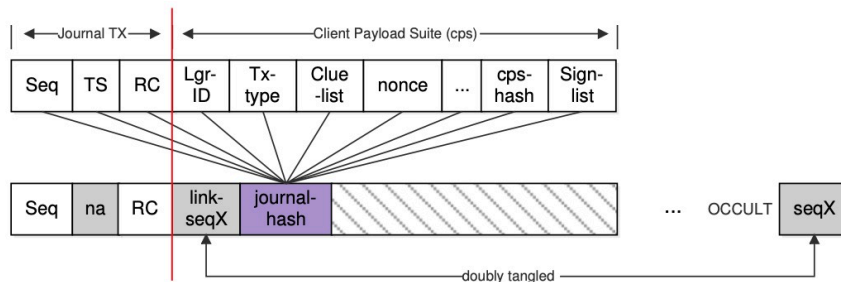 Journal TX
Client Payload Suite (cps)
Seq
TS
RC
Lgr-
ID
Tx-
type
Clue
-list
nonce
...
cps-
hash
Sign-
list
Seq
na
RC
link-
seqX
journal-
hash
...
OCCULT
seqX
doubly tangled